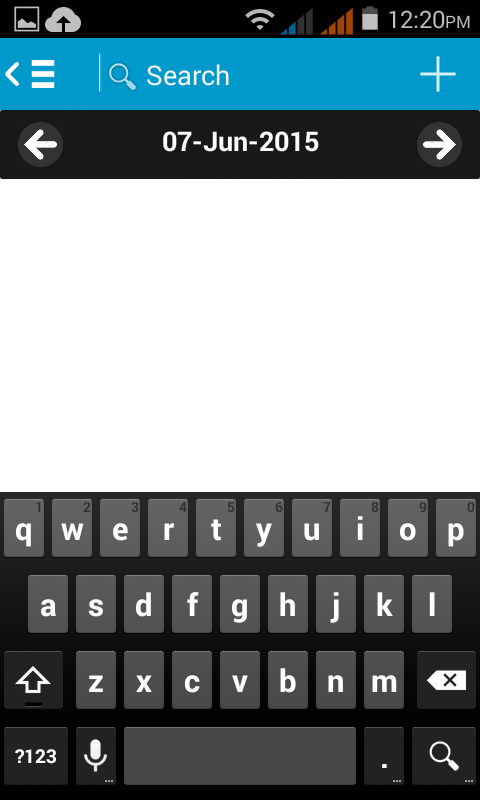 12:20PM
Search
07-Jun-2015
1 2 3 4 5 6 7 8 9 0
q w e r t y u i o p
a s d f g h j k l
z x c v b n m
?123 ... . ... ...